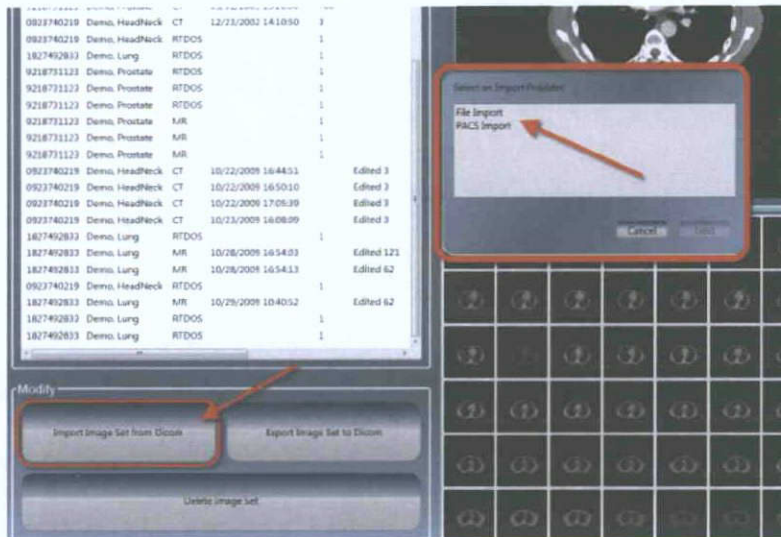 0923740219 Demo, HeadNeck CT 12/23/2002 14:10:50 3
0923740219 Demo, HeadNeck RTDOS 1
1827492833 Demo, Lung RTDOS 1
9218731123 Demo, Prostate RTDOS 1
9218731123 Demo, Prostate RTDOS 1
9218731123 Demo, Prostate RTDOS 1
9218731123 Demo, Prostate MR 1
9218731123 Demo, Prostate MR 1
9218731123 Demo, Prostate MR 1
0923740219 Demo, HeadNeck CT 10/22/2009 16:44:51 Edited 3
0923740219 Demo, HeadNeck CT 10/22/2009 16:50:10 Edited 3
0923740219 Demo, HeadNeck CT 10/22/2009 17:05:39 Edited 3
0923740219 Demo, HeadNeck CT 10/23/2009 16:08:09 Edited 3
1827492833 Demo, Lung RTDOS 1
1827492833 Demo, Lung MR 10/28/2009 16:54:03 Edited 121
1827492833 Demo, Lung MR 10/28/2009 16:54:13 Edited 62
0923740219 Demo, HeadNeck RTDOS 1
1827492833 Demo, Lung MR 10/29/2009 10:40:52 Edited 62
1827492833 Demo, Lung RTDOS 1
1827492833 Demo, Lung RTDOS 1
Select an Import Provider
File Import
PACS Import
Cancel
Modify
Import Image Set from Dicom
Export Image Set to Dicom
Delete Image Set